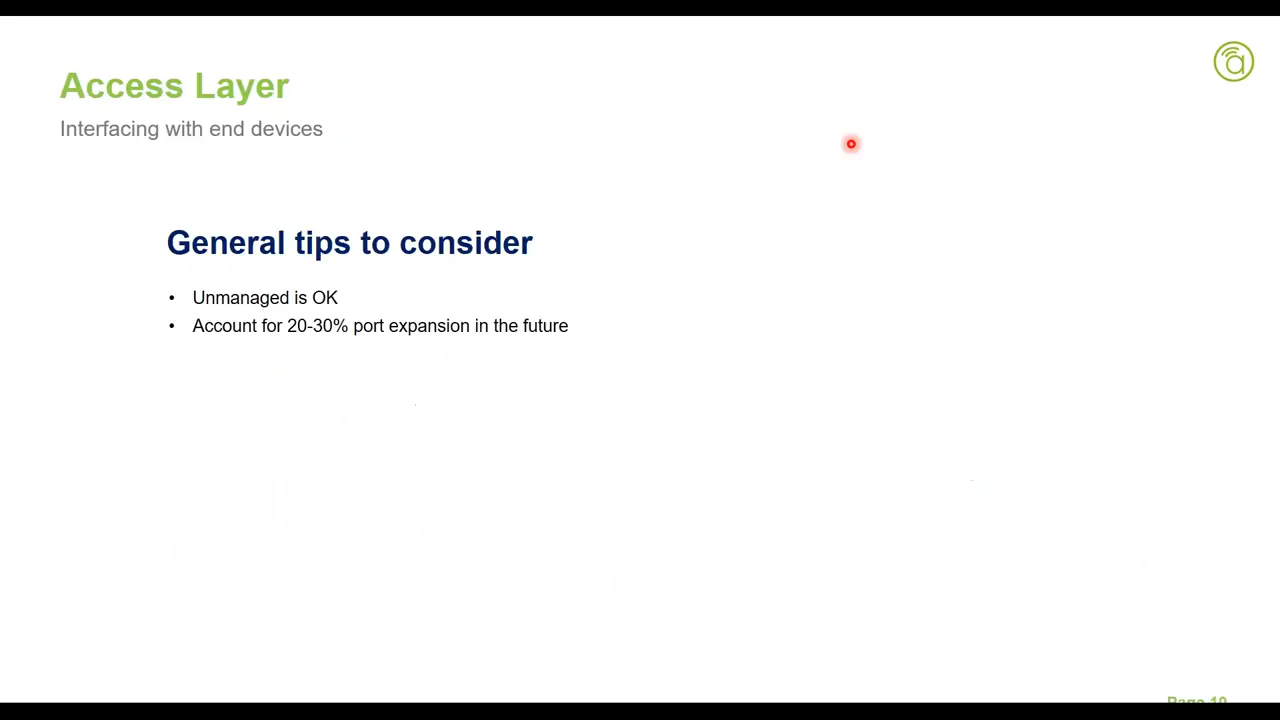 Access Layer
Interfacing with end devices
General tips to consider
• Unmanaged is OK
• Account for 20-30% port expansion in the future
Page 10